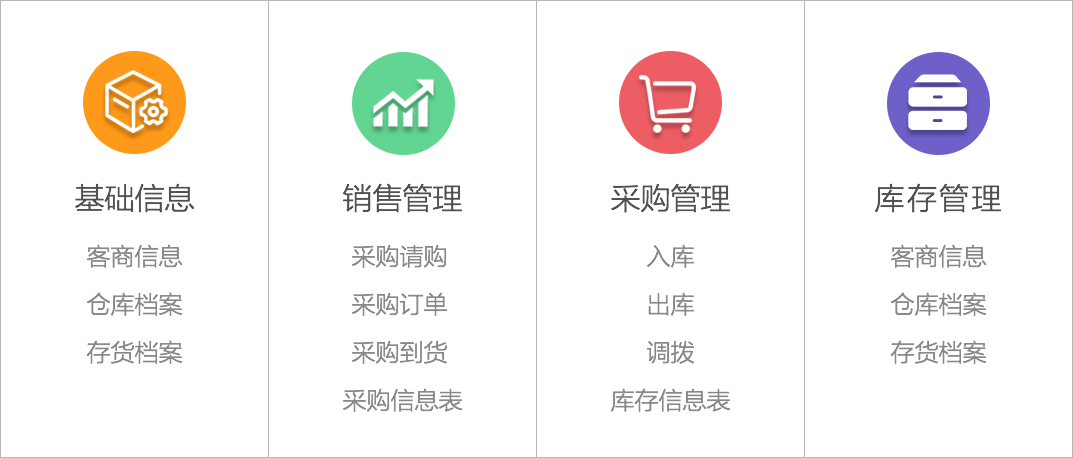 基础信息
客商信息
仓库档案
存货档案
销售管理
采购请购
采购订单
采购到货
采购信息表
采购管理
入库
出库
调拨
库存信息表
库存管理
客商信息
仓库档案
存货档案